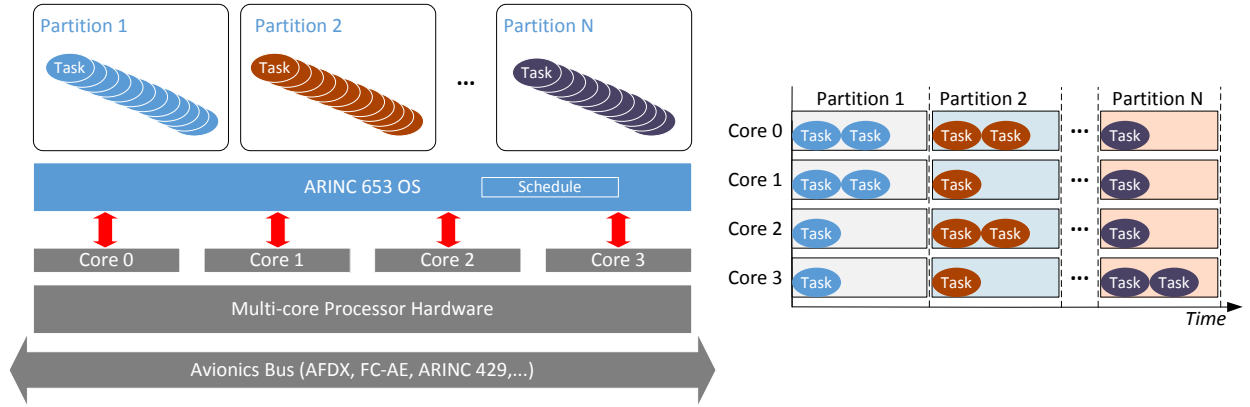 Partition 1
Partition 2
Partition N
Task
Task
...
Task
ARINC 653 OS
Schedule
Core 0
Core 1
Core 2
Core 3
Multi-core Processor Hardware
Avionics Bus (AFDX, FC-AE, ARINC 429,...)
Partition 1
Partition 2
Partition N
Core 0
Task
Task
Task
Task
...
Task
Core 1
Task
Task
Task
...
Task
Core 2
Task
Task
Task
...
Task
Core 3
Task
Task
...
Task
Task
Time